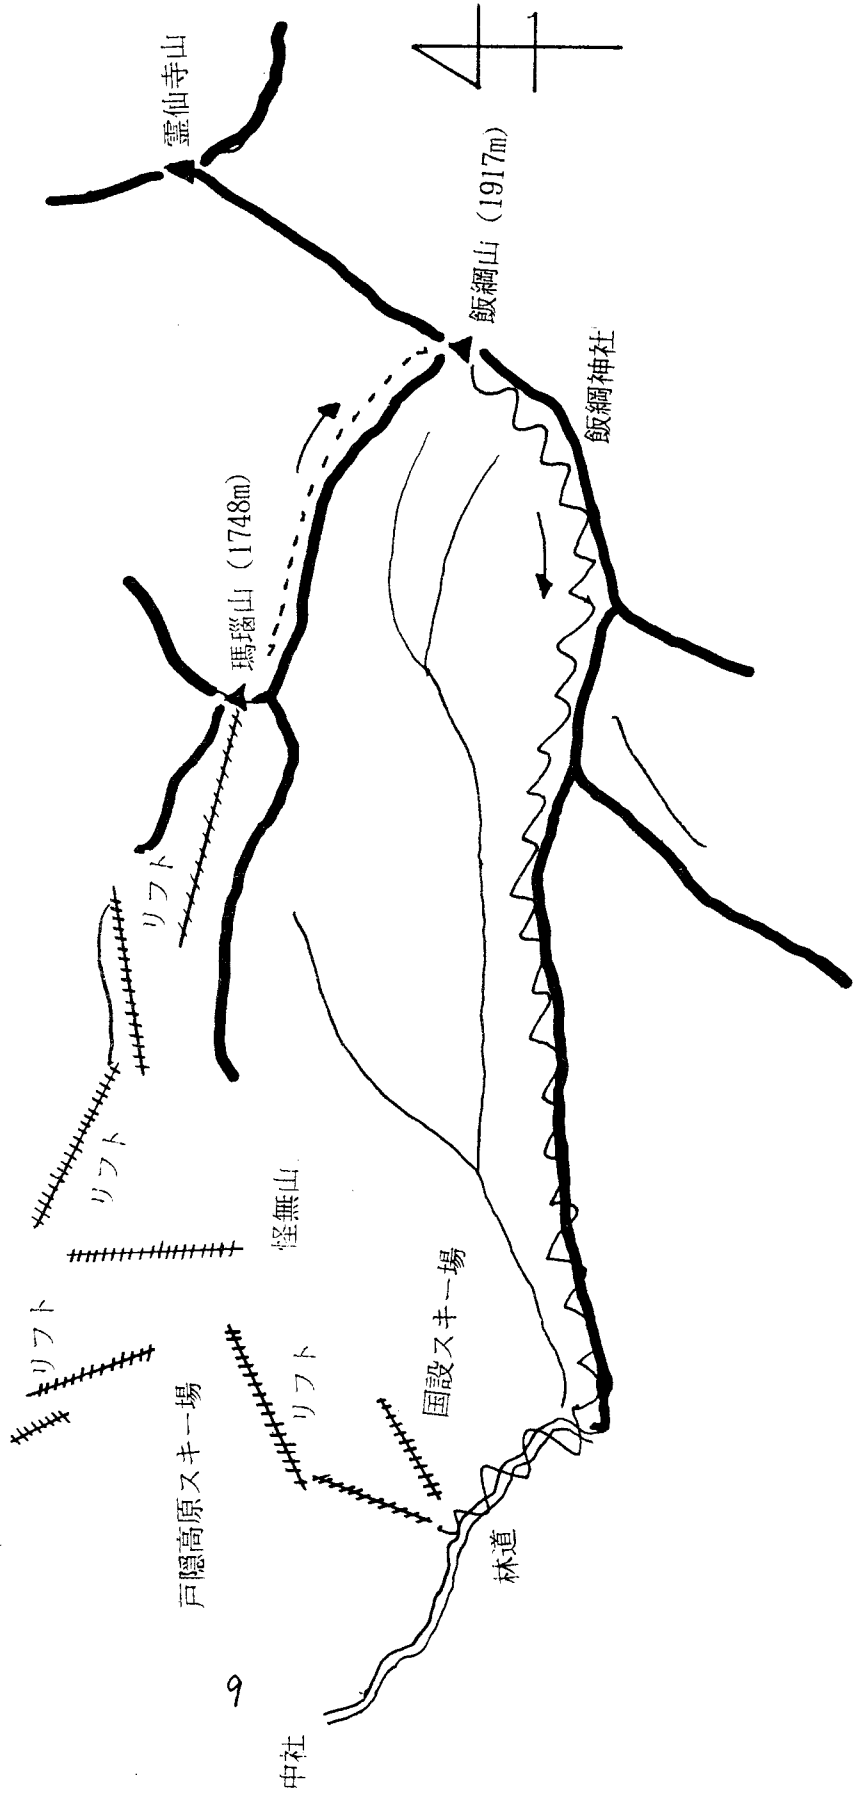 霊仙寺山
飯綱山（1917m）
瑪瑙山（1748m）
飯綱神社
リフト
リフト
怪無山
リフト
リフト
国設スキー場
戸隠高原スキー場
林道
中社
9